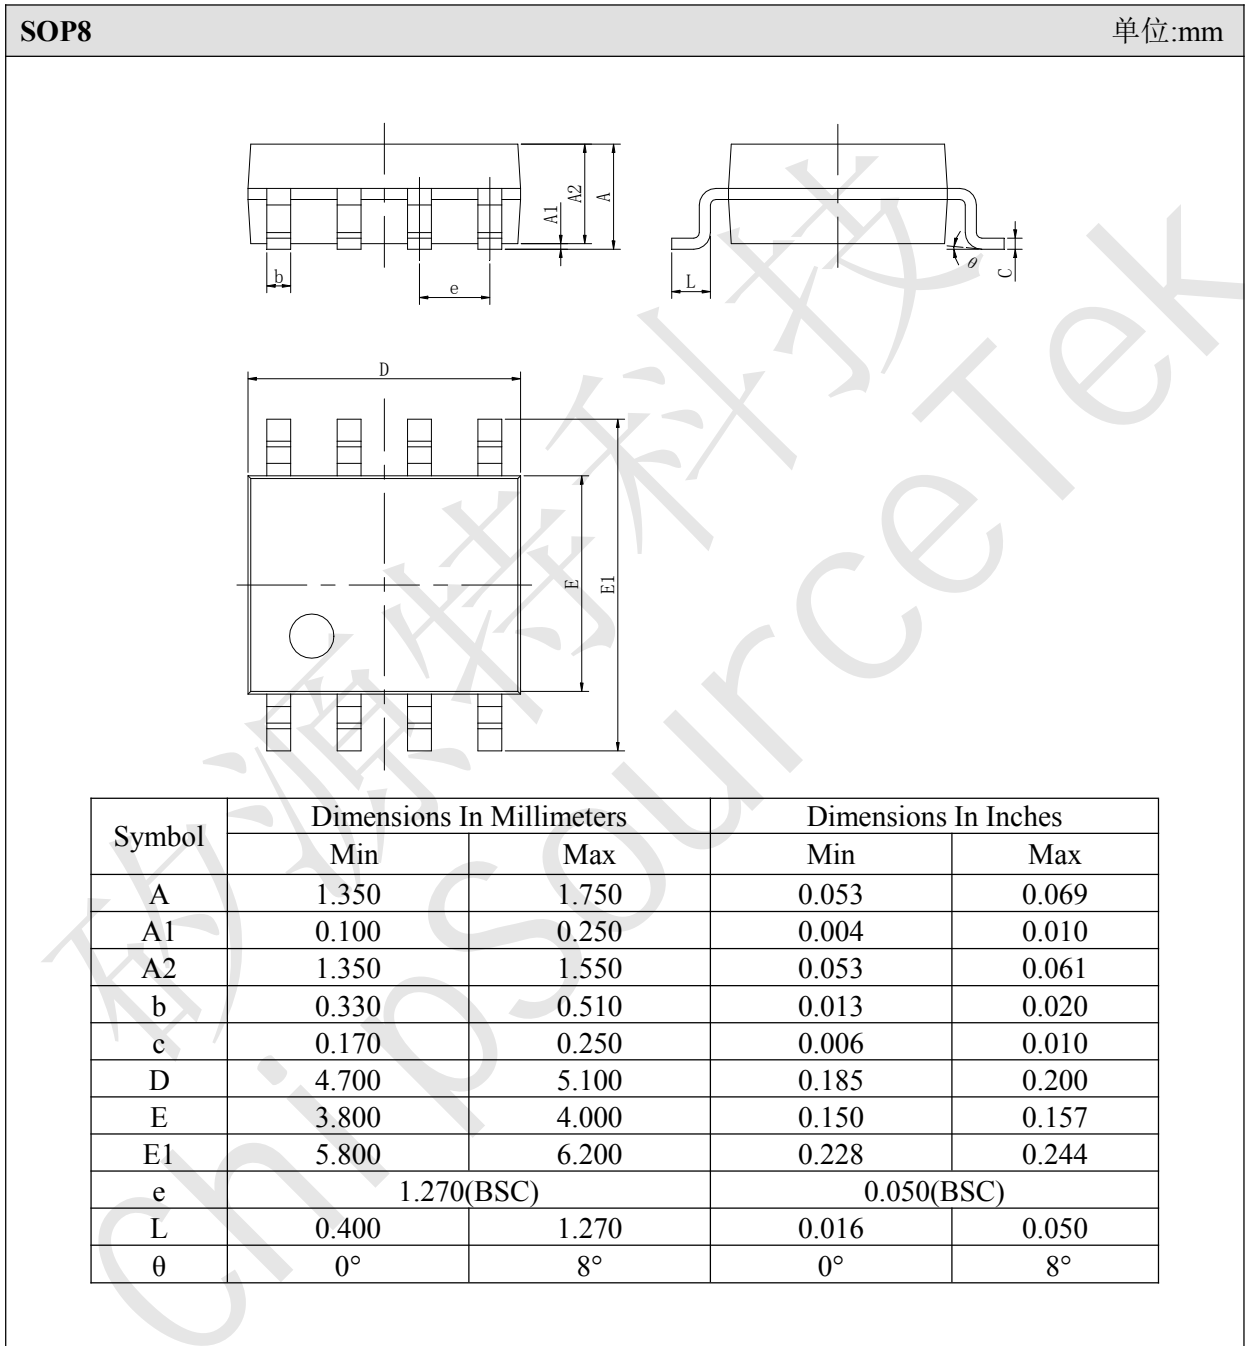 SOP8 单位:mm
A1 A2 A
b e
L θ C
D
E E1
Symbol Dimensions In Millimeters Dimensions In Inches
Min Max Min Max
A 1.350 1.750 0.053 0.069
A1 0.100 0.250 0.004 0.010
A2 1.350 1.550 0.053 0.061
b 0.330 0.510 0.013 0.020
c 0.170 0.250 0.006 0.010
D 4.700 5.100 0.185 0.200
E 3.800 4.000 0.150 0.157
E1 5.800 6.200 0.228 0.244
e 1.270(BSC) 0.050(BSC)
L 0.400 1.270 0.016 0.050
θ 0° 8° 0° 8°
矽源特科技
ChipSourceTek